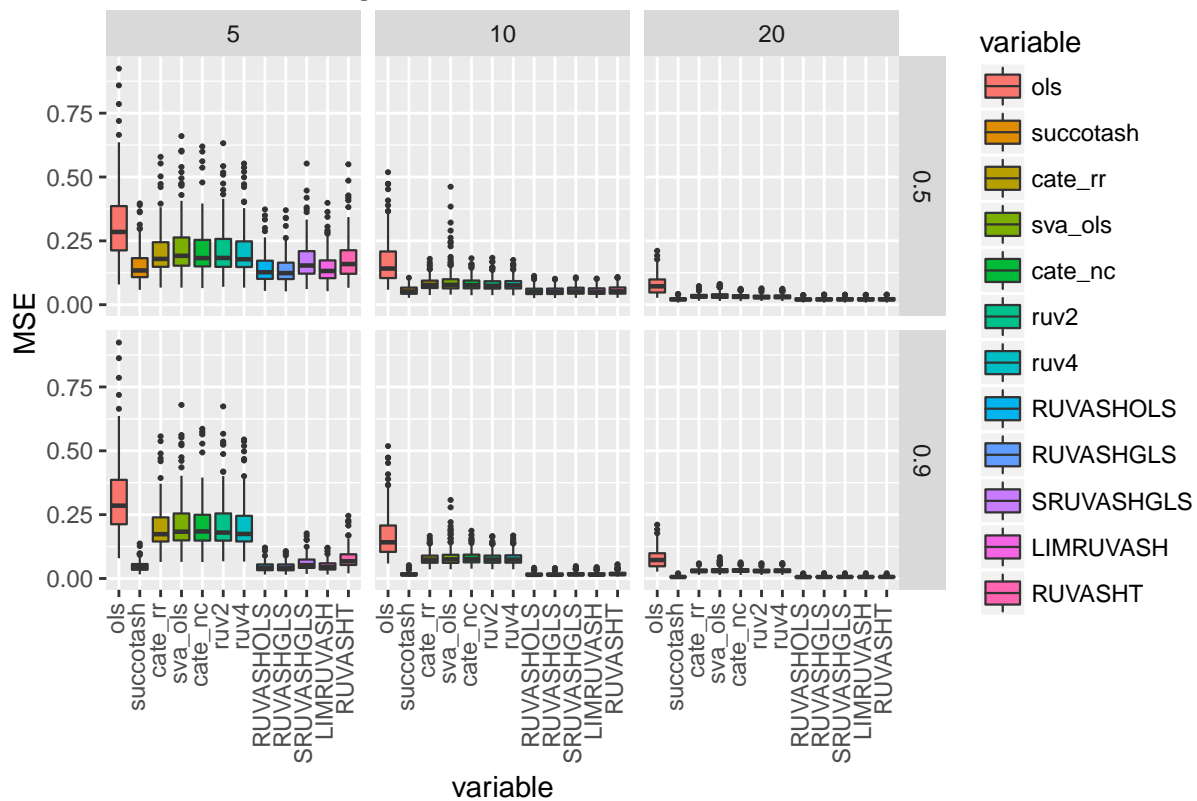 5
10
20
MSE
0.75
0.50
0.25
0.00
0.5
0.75
0.50
0.25
0.00
0.9
ols
succotash
cate_rr
sva_ols
cate_nc
ruv2
ruv4
RUVASHOLS
RUVASHGLS
SRUVASHGLS
LIMRUVASH
RUVASHT
ols
succotash
cate_rr
sva_ols
cate_nc
ruv2
ruv4
RUVASHOLS
RUVASHGLS
SRUVASHGLS
LIMRUVASH
RUVASHT
ols
succotash
cate_rr
sva_ols
cate_nc
ruv2
ruv4
RUVASHOLS
RUVASHGLS
SRUVASHGLS
LIMRUVASH
RUVASHT
variable
variable
ols
succotash
cate_rr
sva_ols
cate_nc
ruv2
ruv4
RUVASHOLS
RUVASHGLS
SRUVASHGLS
LIMRUVASH
RUVASHT